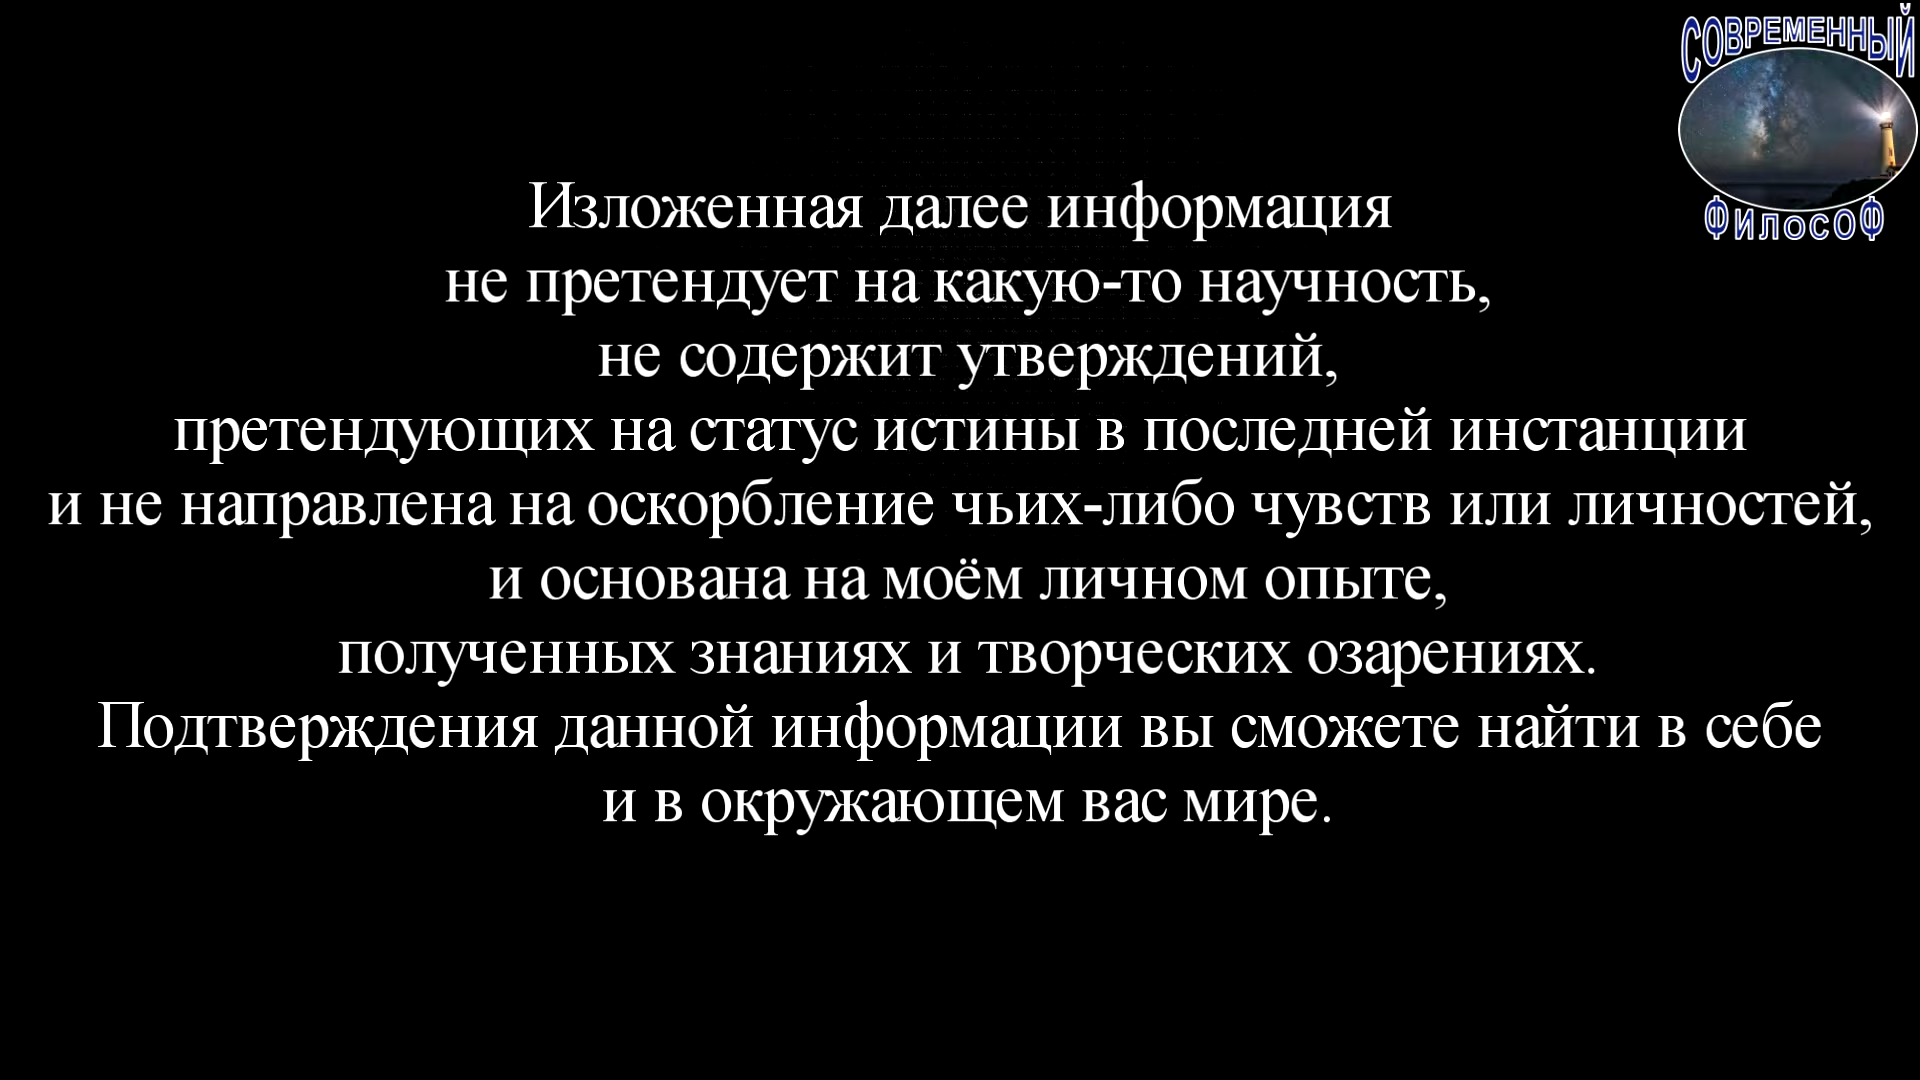 СОВРЕМЕННЫЙ
ФИЛОСОФ
Изложенная далее информация
не претендует на какую-то научность,
не содержит утверждений,
претендующих на статус истины в последней инстанции
и не направлена на оскорбление чьих-либо чувств или личностей,
и основана на моём личном опыте,
полученных знаниях и творческих озарениях.
Подтверждения данной информации вы сможете найти в себе
и в окружающем вас мире.